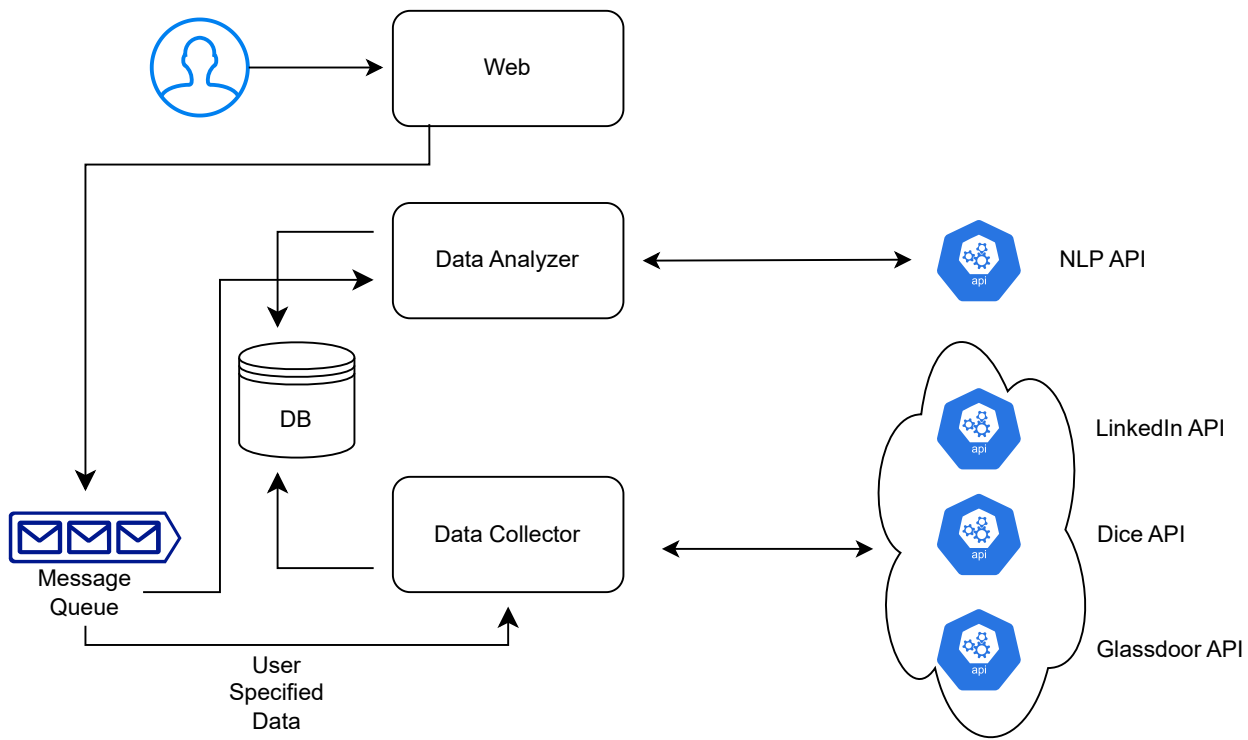 Web
Data Analyzer
api
NLP API
DB
api
LinkedIn API
Data Collector
api
Dice API
Message
Queue
api
Glassdoor API
User
Specified
Data